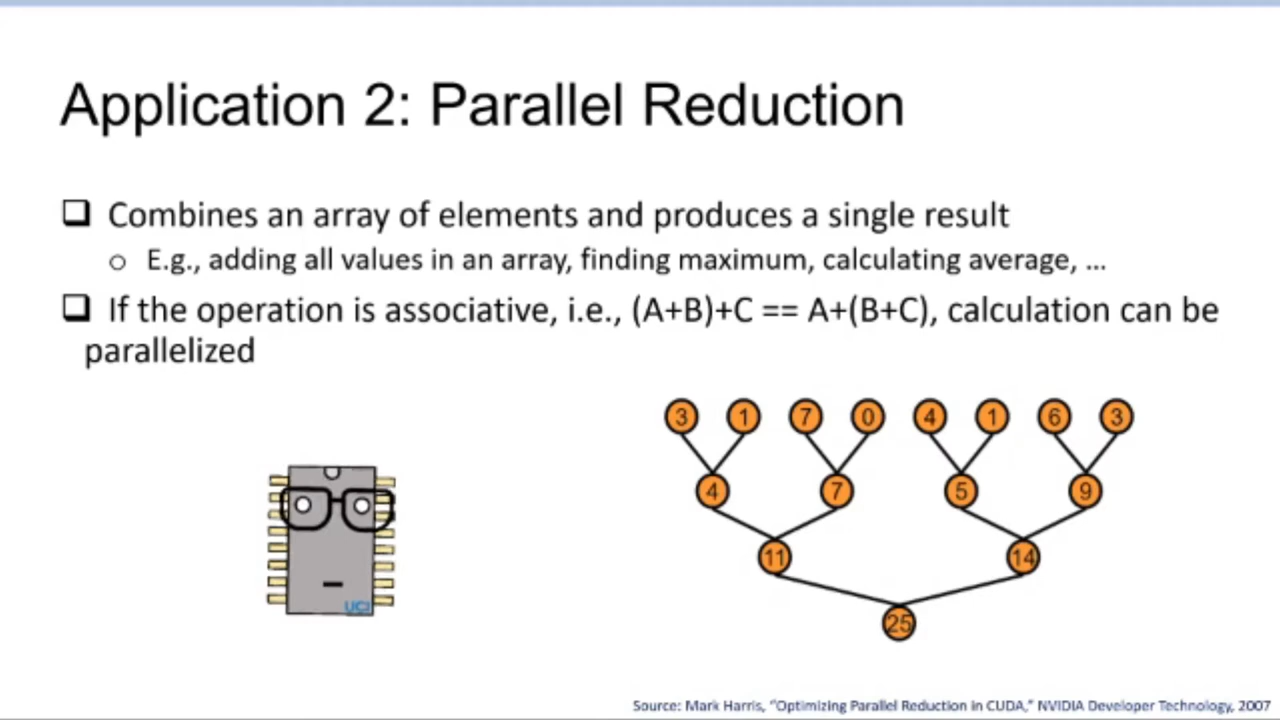 Application 2: Parallel Reduction
❑ Combines an array of elements and produces a single result
o E.g., adding all values in an array, finding maximum, calculating average, ...
❑ If the operation is associative, i.e., (A+B)+C == A+(B+C), calculation can be
parallelized
3 1 7 0 4 1 6 3
4 7 5 9
11 14
25
UCI
Source: Mark Harris, “Optimizing Parallel Reduction in CUDA,” NVIDIA Developer Technology, 2007